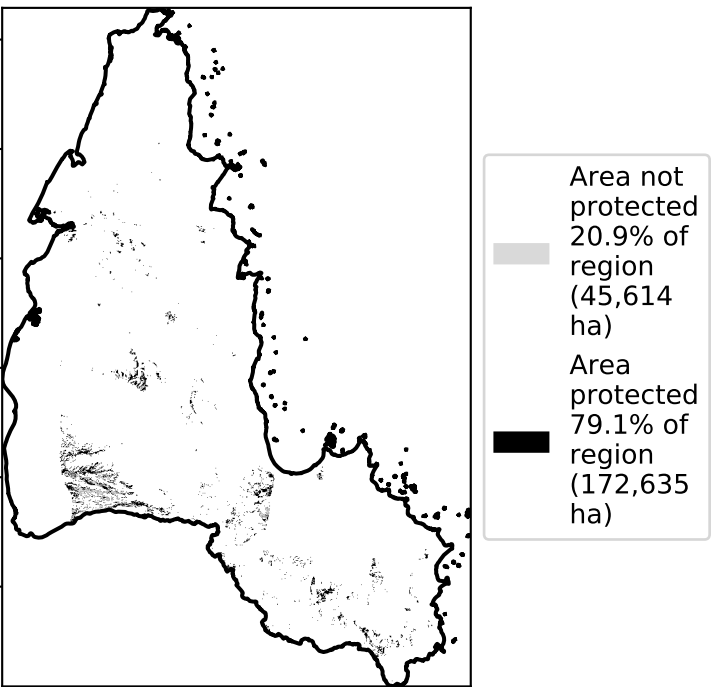 Area not
protected
20.9% of
region
(45,614
ha)
Area
protected
79.1% of
region
(172,635
ha)